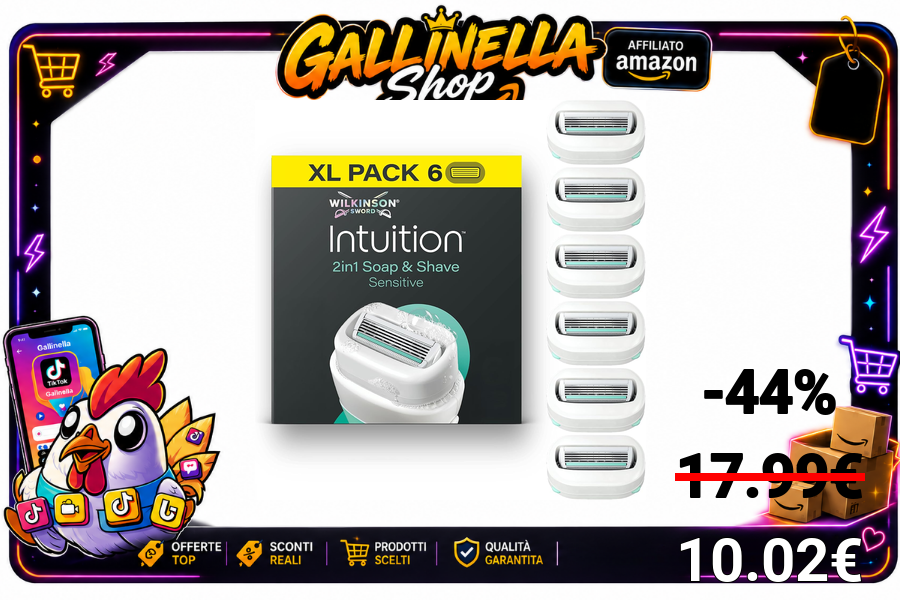 GALLINELLA
Shop
AFFILIATO
amazon
XL PACK 6
WILKINSON
SWORD
Intuition™
2in1 Soap & Shave
Sensitive
Gallinella
TikTok
Gallinella
-44%
17.99€
10.02€
OFFERTE
TOP
SCONTI
REALI
PRODOTTI
SCELTI
QUALITÀ
GARANTITA